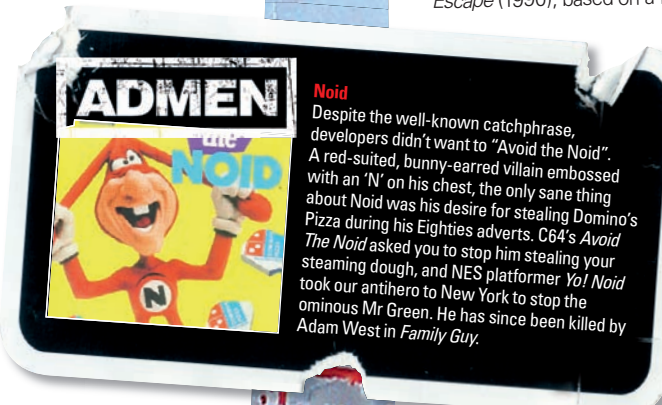 Escape (1990), based on a
ADMEN
the
NOID
N
Noid
Despite the well-known catchphrase,
developers didn't want to “Avoid the Noid”.
A red-suited, bunny-earred villain embossed
with an ‘N’ on his chest, the only sane thing
about Noid was his desire for stealing Domino's
Pizza during his Eighties adverts. C64's Avoid
The Noid asked you to stop him stealing your
steaming dough, and NES platformer Yo! Noid
took our antihero to New York to stop the
ominous Mr Green. He has since been killed by
Adam West in Family Guy.